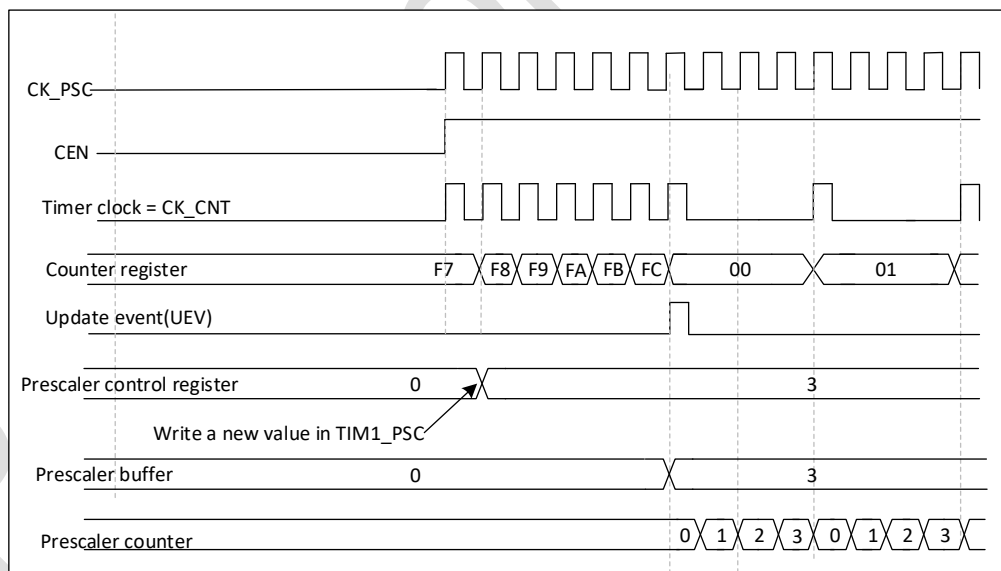 CK_PSC
CEN
Timer clock = CK_CNT
Counter register F7 F8 F9 FA FB FC 00 01
Update event(UEV)
Prescaler control register 0 3
Write a new value in TIM1_PSC
Prescaler buffer 0 3
Prescaler counter 0 1 2 3 0 1 2 3